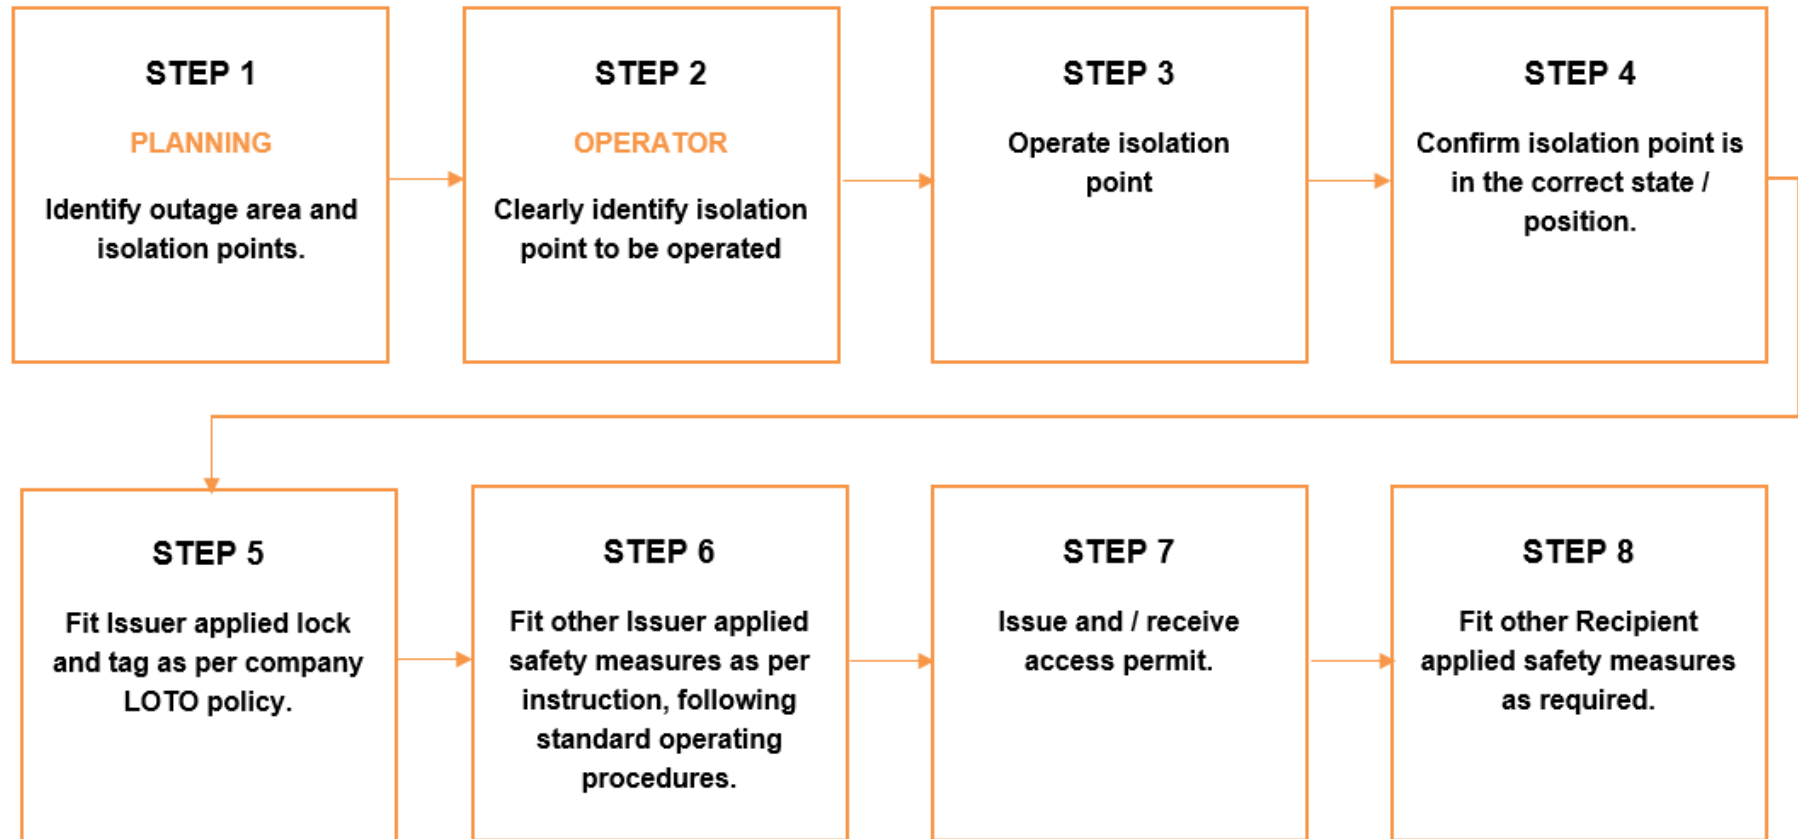 STEP 1
PLANNING
Identify outage area and
isolation points.
STEP 2
OPERATOR
Clearly identify isolation
point to be operated
STEP 3
Operate isolation
point
STEP 4
Confirm isolation point is
in the correct state /
position.
STEP 5
Fit Issuer applied lock
and tag as per company
LOTO policy.
STEP 6
Fit other Issuer applied
safety measures as per
instruction, following
standard operating
procedures.
STEP 7
Issue and / receive
access permit.
STEP 8
Fit other Recipient
applied safety measures
as required.